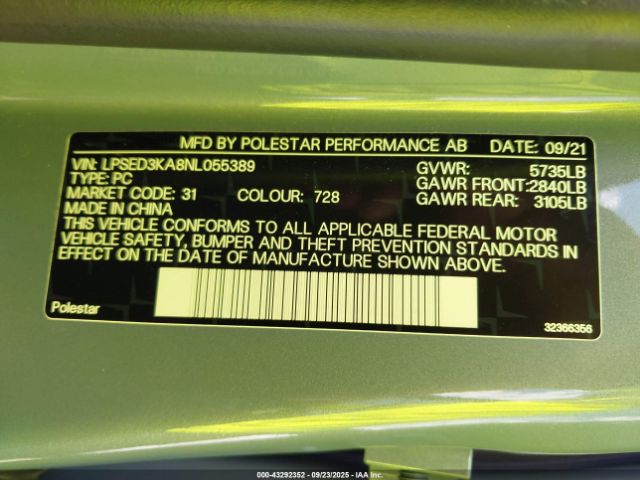 MFD BY POLESTAR PERFORMANCE AB DATE: 09/21
VIN: LPSED3KA8NL055389 GVWR: 5735LB
TYPE: PC GAWR FRONT:2840LB
MARKET CODE: 31 COLOUR: 728 GAWR REAR: 3105LB
MADE IN CHINA
THIS VEHICLE CONFORMS TO ALL APPLICABLE FEDERAL MOTOR
VEHICLE SAFETY, BUMPER AND THEFT PREVENTION STANDARDS IN
EFFECT ON THE DATE OF MANUFACTURE SHOWN ABOVE.
Polestar 32366356
000-43292352 | 09/23/2025 - IAA Inc.